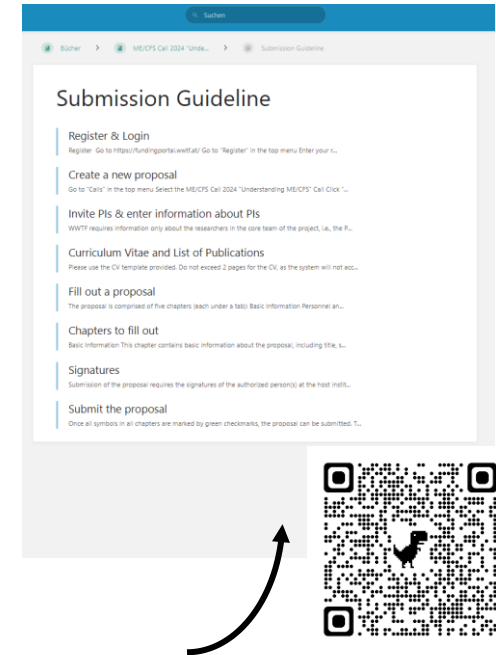 Suchen
Bücher > ME/CFS Call 2024 "Unde... > Submission Guideline
Submission Guideline
Register & Login
Register Go to https://fundingportal.wwtf.at/ Go to "Register" in the top menu Enter your r...
Create a new proposal
Go to "Calls" in the top menu Select the ME/CFS Call 2024 "Understanding ME/CFS" Call Click "...
Invite PIs & enter information about PIs
WWTF requires information only about the researchers in the core team of the project, i.e., the P...
Curriculum Vitae and List of Publications
Please use the CV template provided. Do not exceed 2 pages for the CV, as the system will not acc...
Fill out a proposal
The proposal is comprised of five chapters (each under a tab): Basic Information Personnel an...
Chapters to fill out
Basic Information This chapter contains basic information about the proposal, including title, s...
Signatures
Submission of the proposal requires the signatures of the authorized person(s) at the host instit...
Submit the proposal
Once all symbols in all chapters are marked by green checkmarks, the proposal can be submitted. T...